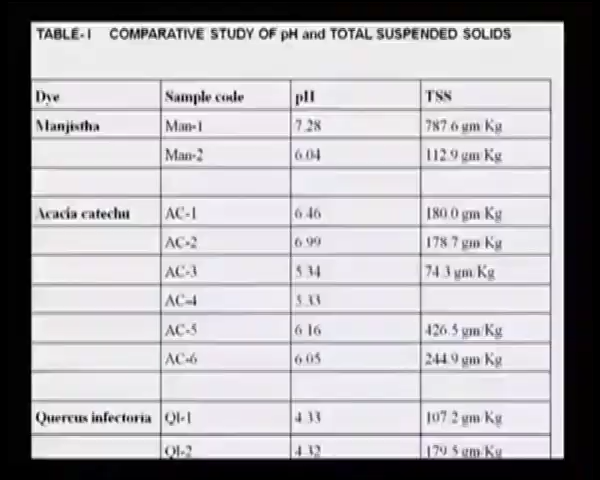 TABLE-I COMPARATIVE STUDY OF pH and TOTAL SUSPENDED SOLIDS
Dye Sample code pH TSS
Manjistha Man-1 7.28 787.6 gm/Kg
Man-2 6.04 112.9 gm/Kg
Acacia catechu AC-1 6.46 180.0 gm/Kg
AC-2 6.99 178.7 gm/Kg
AC-3 5.34 74.3 gm/Kg
AC-4 5.33
AC-5 6.16 426.5 gm/Kg
AC-6 6.05 244.9 gm/Kg
Quercus infectoria QI-1 4.33 107.2 gm/Kg
QI-2 4.32 179.5 gm/Kg